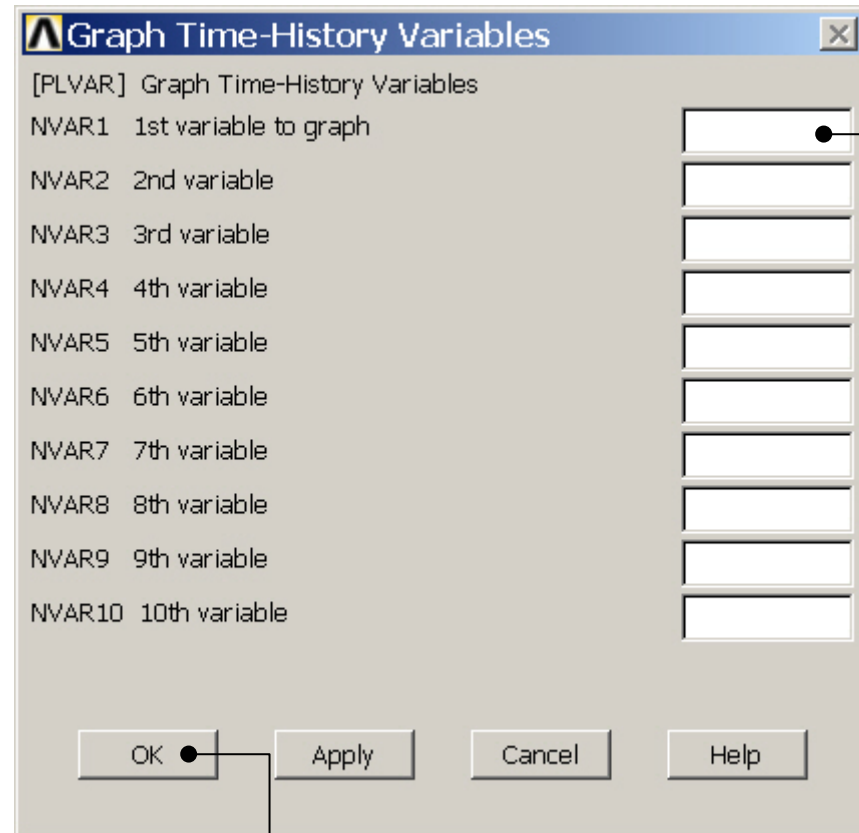 Graph Time-History Variables
[PLVAR] Graph Time-History Variables
NVAR1 1st variable to graph
NVAR2 2nd variable
NVAR3 3rd variable
NVAR4 4th variable
NVAR5 5th variable
NVAR6 6th variable
NVAR7 7th variable
NVAR8 8th variable
NVAR9 9th variable
NVAR10 10th variable
OK Apply Cancel Help